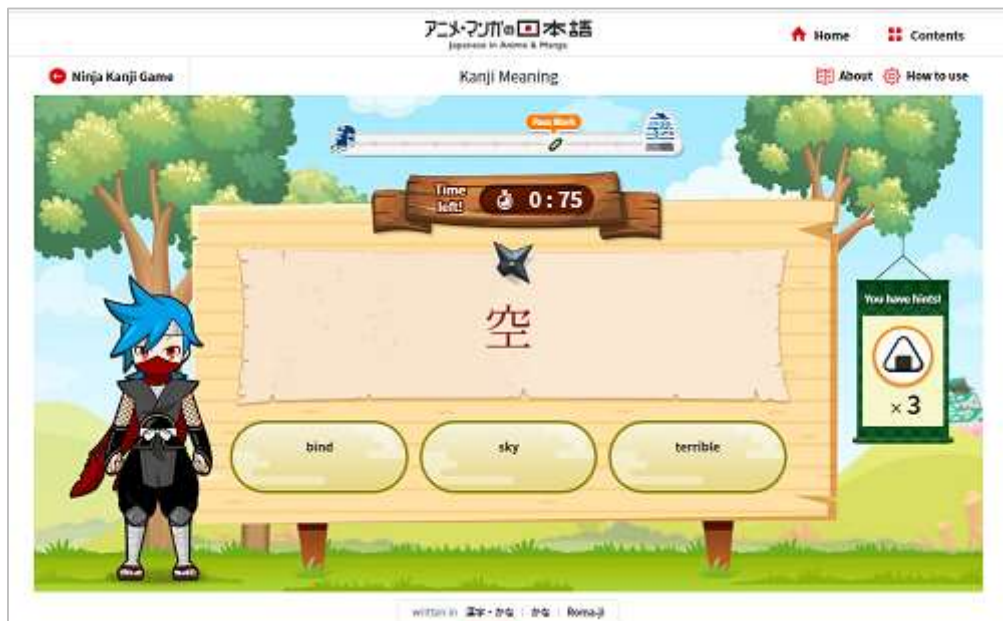 アニメ・マンガの日本語
Japanese in Anime & Manga
Home
Contents
Ninja Kanji Game
Kanji Meaning
About
How to use
Pass Mark
Time left!
0:75
空
You have hints!
×3
bind
sky
terrible
written in 漢字・かな | かな | Roma-ji